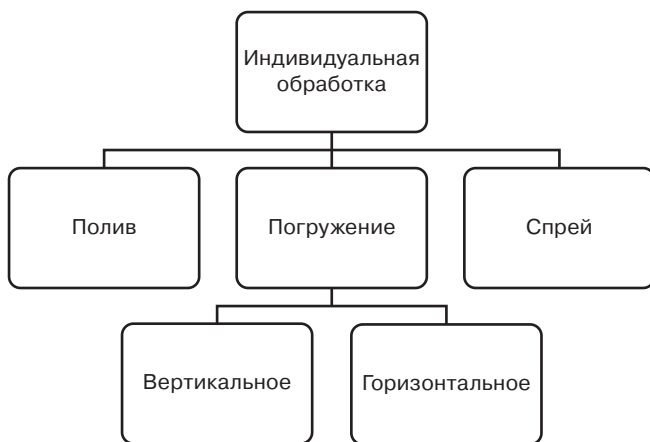 Индивидуальная
обработка
Полив
Погружение
Спрей
Вертикальное
Горизонтальное